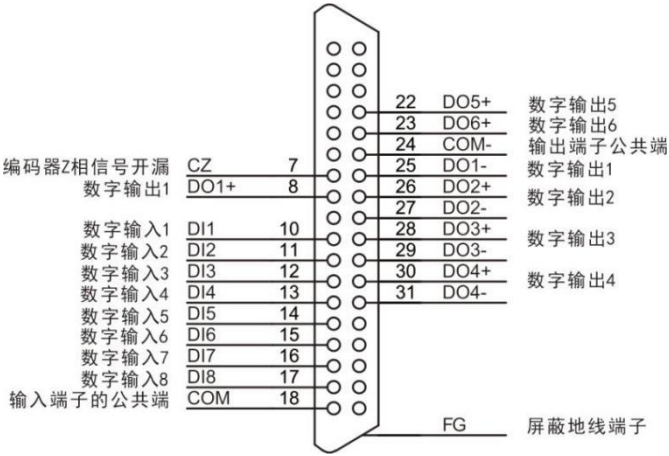 22 DO5+ 数字输出5
23 DO6+ 数字输出6
24 COM- 输出端子公共端
编码器Z相信号开漏 CZ 7
25 DO1- 数字输出1
数字输出1 DO1+ 8
26 DO2+ 数字输出2
27 DO2-
数字输入1 DI1 10
28 DO3+ 数字输出3
数字输入2 DI2 11
29 DO3-
数字输入3 DI3 12
30 DO4+ 数字输出4
数字输入4 DI4 13
31 DO4-
数字输入5 DI5 14
数字输入6 DI6 15
数字输入7 DI7 16
数字输入8 DI8 17
输入端子的公共端 COM 18
FG 屏蔽地线端子